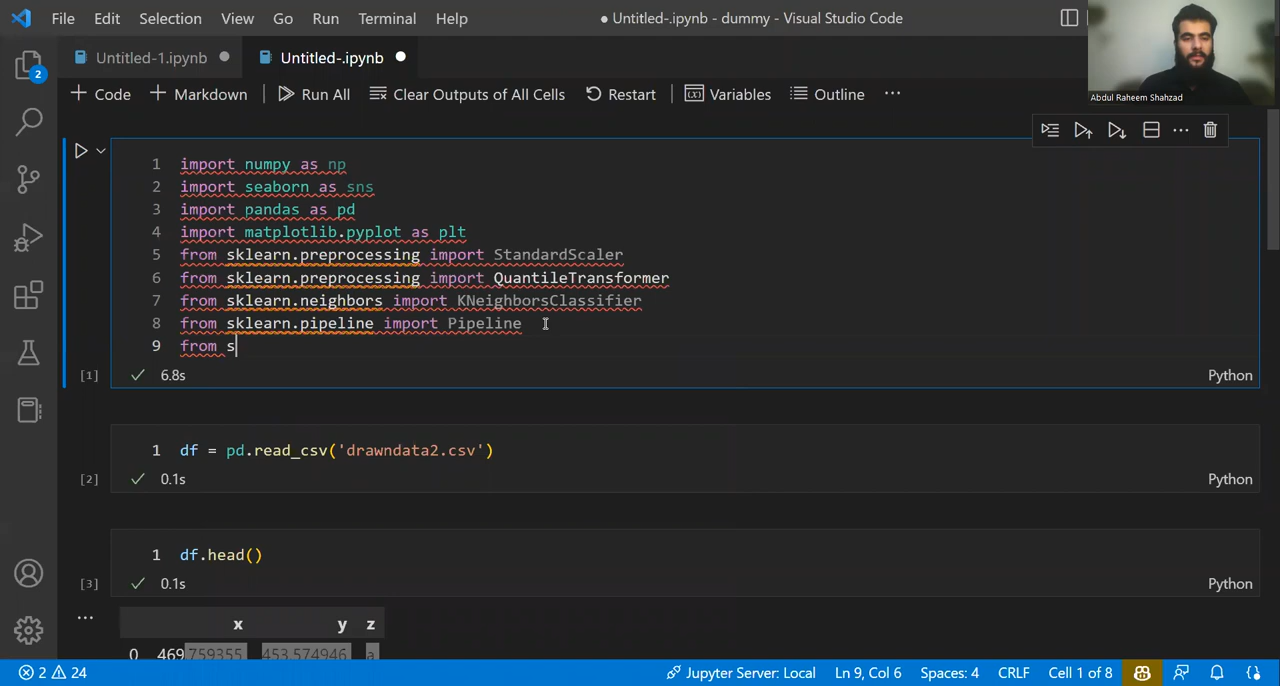 File Edit Selection View Go Run Terminal Help
● Untitled-.ipynb - dummy - Visual Studio Code
Abdul Raheem Shahzad
2
Untitled-1.ipynb Untitled-.ipynb
+ Code + Markdown Run All Clear Outputs of All Cells Restart Variables Outline ...
1 import numpy as np
2 import seaborn as sns
3 import pandas as pd
4 import matplotlib.pyplot as plt
5 from sklearn.preprocessing import StandardScaler
6 from sklearn.preprocessing import QuantileTransformer
7 from sklearn.neighbors import KNeighborsClassifier
8 from sklearn.pipeline import Pipeline
9 from s
[1] 6.8s Python
1 df = pd.read_csv('drawndata2.csv')
[2] 0.1s Python
1 df.head()
[3] 0.1s Python
... x y z
0 469.759355 453.574946 a
2 24 Jupyter Server: Local Ln 9, Col 6 Spaces: 4 CRLF Cell 1 of 8